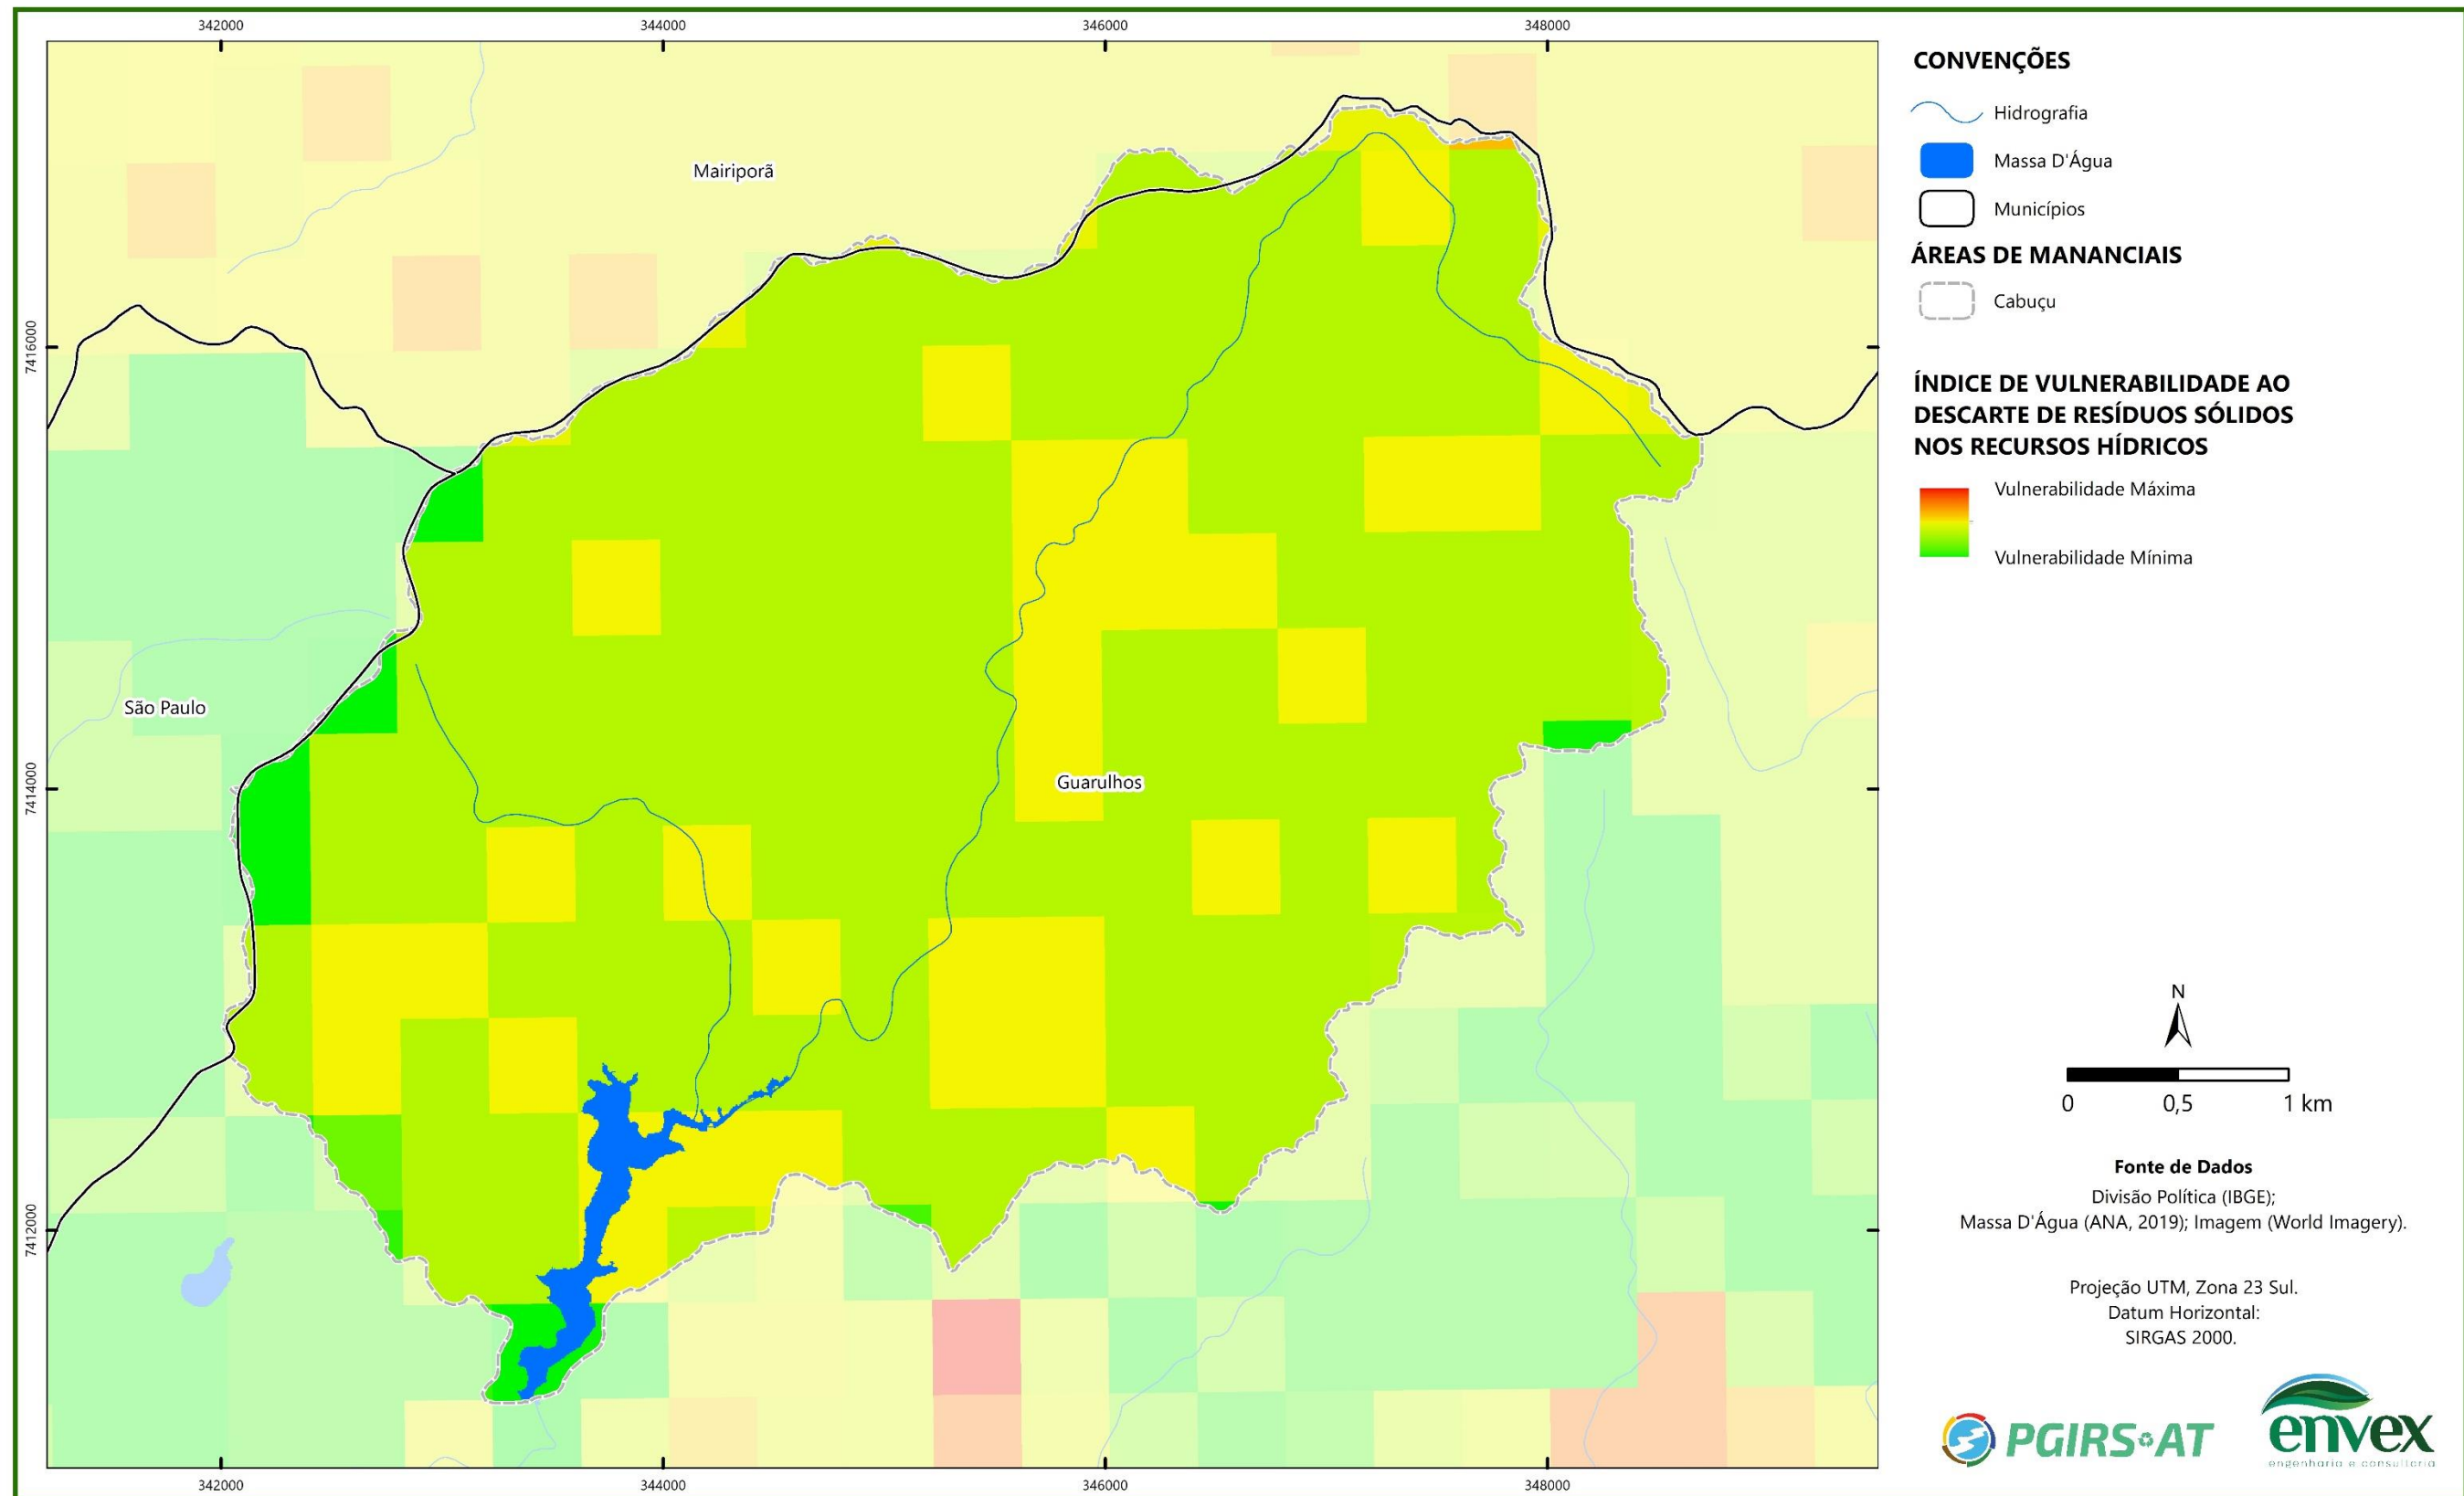 342000
344000
346000
348000
7416000
7414000
7412000
Mairiporã
São Paulo
Guarulhos
342000
344000
346000
348000
CONVENÇÕES
Hidrografia
Massa D'Água
Municípios
ÁREAS DE MANANCIAIS
Cabuçu
ÍNDICE DE VULNERABILIDADE AO
DESCARTE DE RESÍDUOS SÓLIDOS
NOS RECURSOS HÍDRICOS
Vulnerabilidade Máxima
Vulnerabilidade Mínima
N
0 0,5 1 km
Fonte de Dados
Divisão Política (IBGE);
Massa D'Água (ANA, 2019); Imagem (World Imagery).
Projeção UTM, Zona 23 Sul.
Datum Horizontal:
SIRGAS 2000.
PGIRS AT
envex
engenharia e consultoria